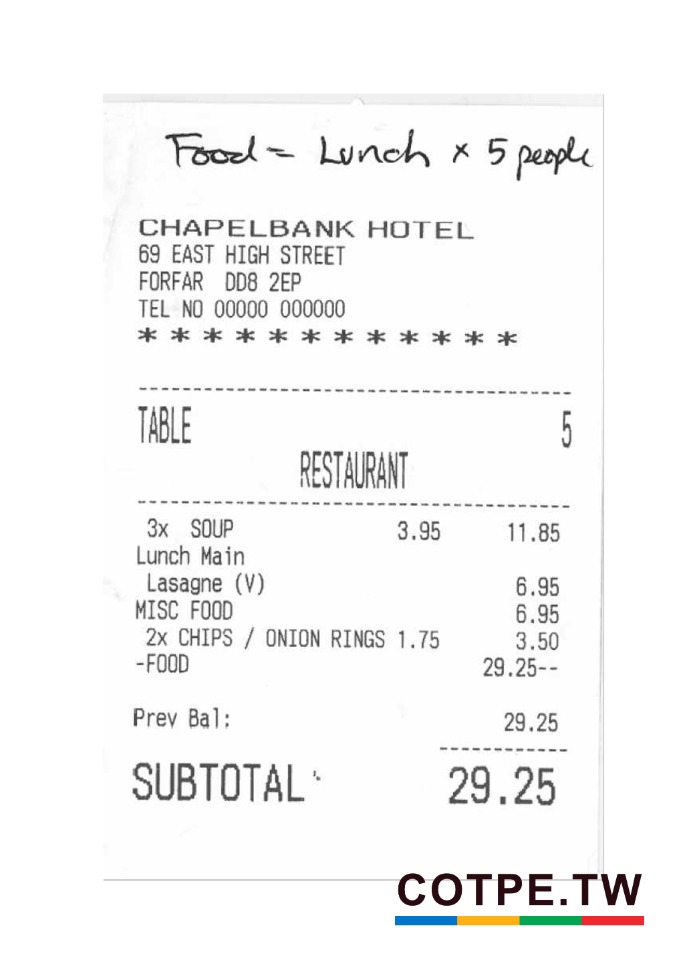 Food = Lunch x 5 people
CHAPELBANK HOTEL
69 EAST HIGH STREET
FORFAR DD8 2EP
TEL NO 00000 000000
* * * * * * * * * * * *
TABLE 5
RESTAURANT
3x SOUP 3.95 11.85
Lunch Main
Lasagne (V) 6.95
MISC FOOD 6.95
2x CHIPS / ONION RINGS 1.75 3.50
-FOOD 29.25--
Prev Bal: 29.25
SUBTOTAL 29.25
COTPE.TW